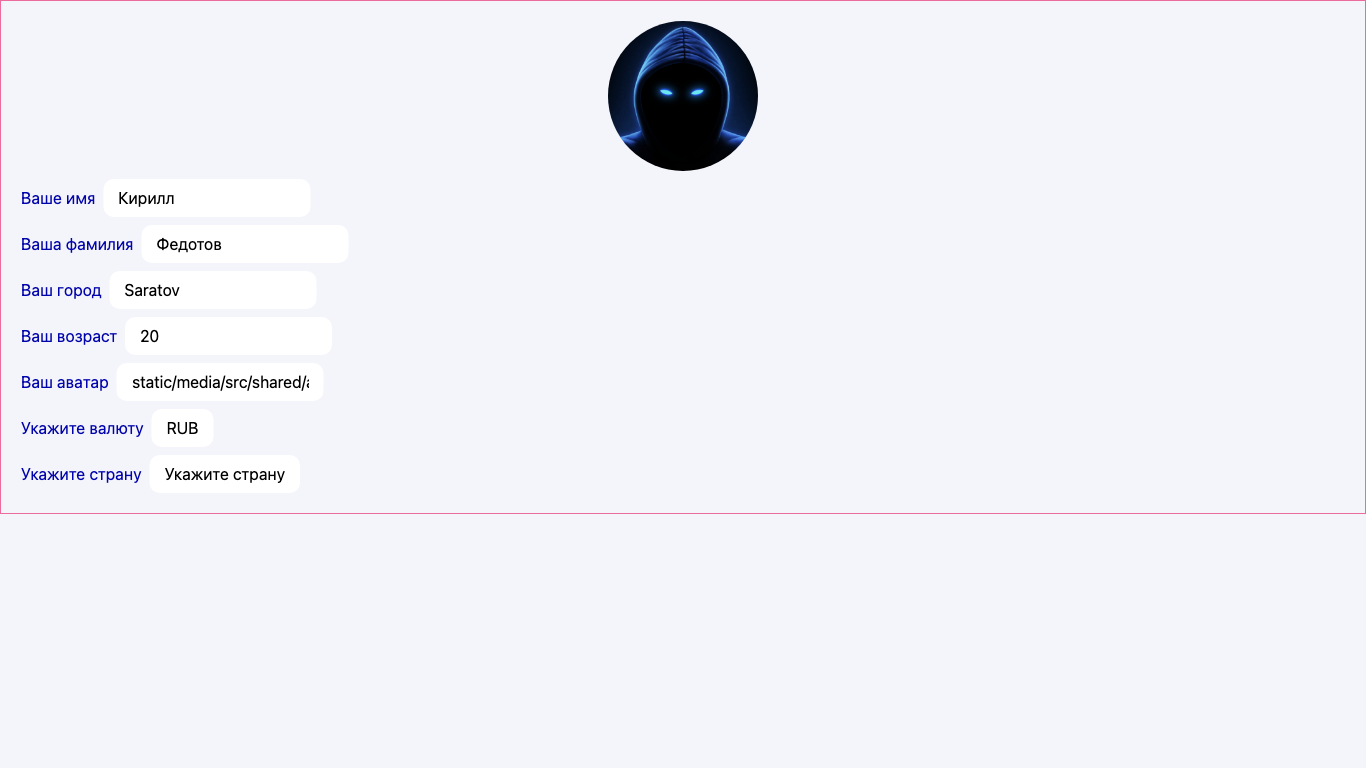 Ваше имя Кирилл
Ваша фамилия Федотов
Ваш город Saratov
Ваш возраст 20
Ваш аватар static/media/src/shared/
Укажите валюту RUB
Укажите страну Укажите страну